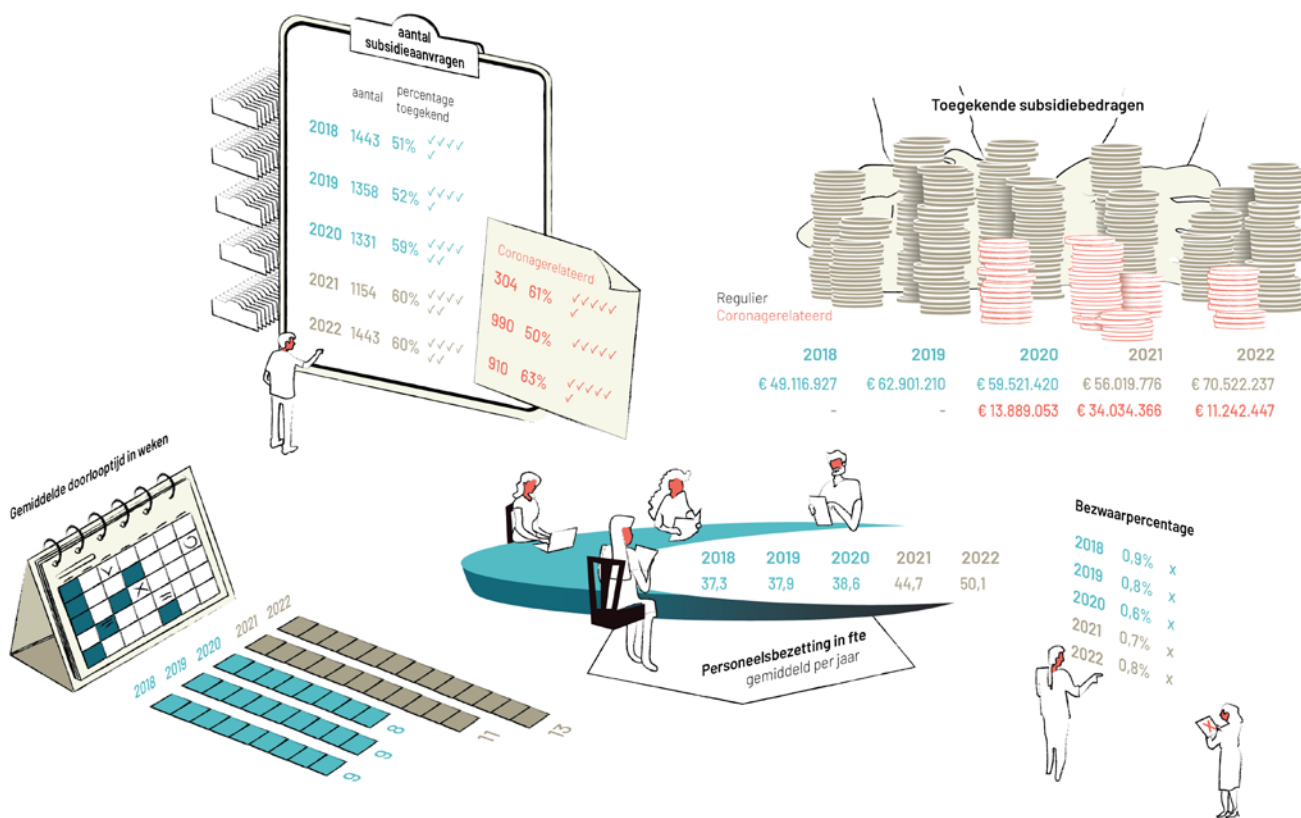 aantal
subsidieaanvragen
aantal percentage
toegekend
2018 1443 51% ✓✓✓✓
✓
2019 1358 52% ✓✓✓✓
✓
2020 1331 59% ✓✓✓✓
✓✓
2021 1154 60% ✓✓✓✓
✓✓
2022 1443 60% ✓✓✓✓
✓✓
Coronagerelateerd
304 61% ✓✓✓✓✓
✓
990 50% ✓✓✓✓✓
910 63% ✓✓✓✓✓
✓
Toegekende subsidiebedragen
Regulier
Coronagerelateerd
2018 2019 2020 2021 2022
€ 49.116.927 € 62.901.210 € 59.521.420 € 56.019.776 € 70.522.237
- - € 13.889.053 € 34.034.366 € 11.242.447
Gemiddelde doorlooptijd in weken
2018 2019 2020 2021 2022
9 9 8 11 13
2018 2019 2020 2021 2022
37,3 37,9 38,6 44,7 50,1
Personeelsbezetting in fte
gemiddeld per jaar
Bezwaarpercentage
2018 0,9% x
2019 0,8% x
2020 0,6% x
2021 0,7% x
2022 0,8% x